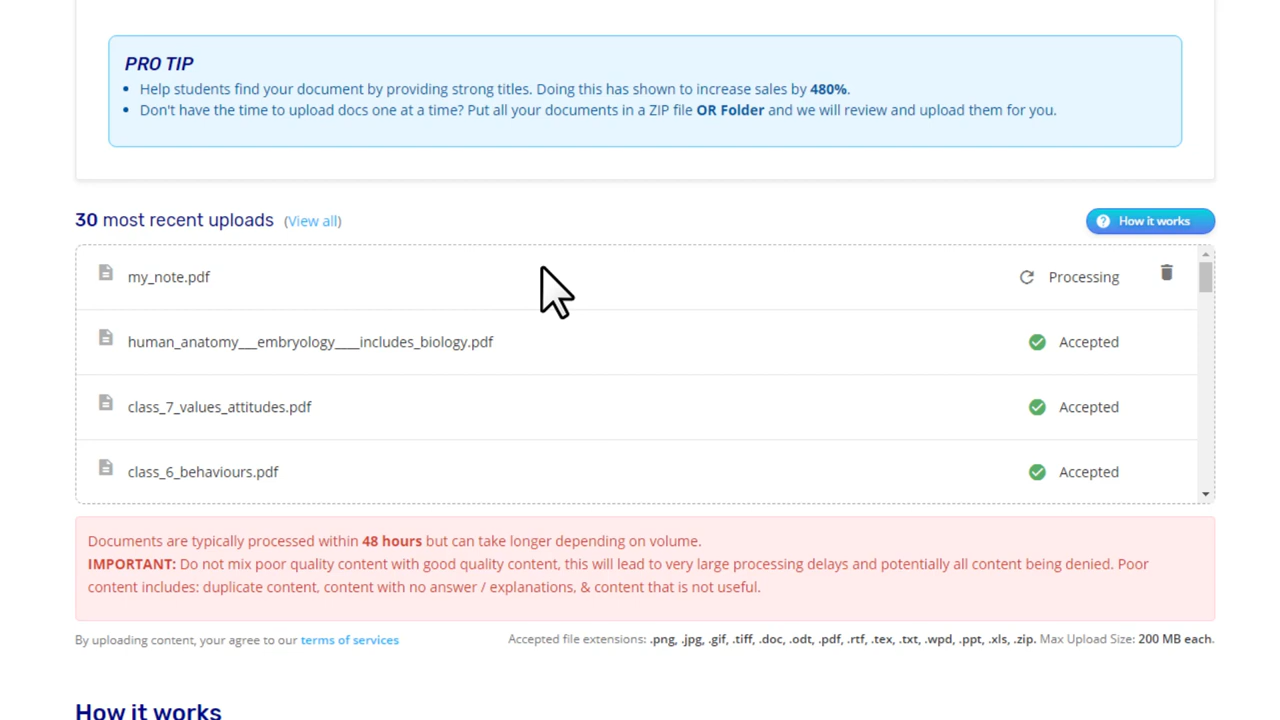 PRO TIP
• Help students find your document by providing strong titles. Doing this has shown to increase sales by 480%.
• Don't have the time to upload docs one at a time? Put all your documents in a ZIP file OR Folder and we will review and upload them for you.
30 most recent uploads (View all)
How it works
my_note.pdf Processing
human_anatomy___embryology____includes_biology.pdf Accepted
class_7_values_attitudes.pdf Accepted
class_6_behaviours.pdf Accepted
Documents are typically processed within 48 hours but can take longer depending on volume.
IMPORTANT: Do not mix poor quality content with good quality content, this will lead to very large processing delays and potentially all content being denied. Poor
content includes: duplicate content, content with no answer / explanations, & content that is not useful.
By uploading content, your agree to our terms of services
Accepted file extensions: .png, .jpg, .gif, .tiff, .doc, .odt, .pdf, .rtf, .tex, .txt, .wpd, .ppt, .xls, .zip. Max Upload Size: 200 MB each.
How it works